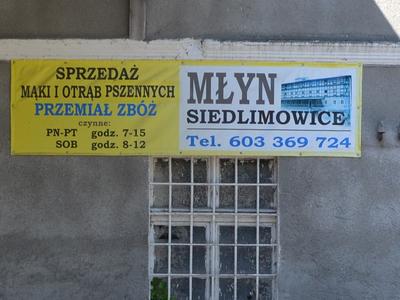 SPRZEDAŻ
MĄKI I OTRĄB PSZENNYCH
PRZEMIAŁ ZBÓŻ
czynne:
PN-PT godz. 7-15
SOB godz. 8-12
MŁYN
SIEDLIMOWICE
Tel. 603 369 724